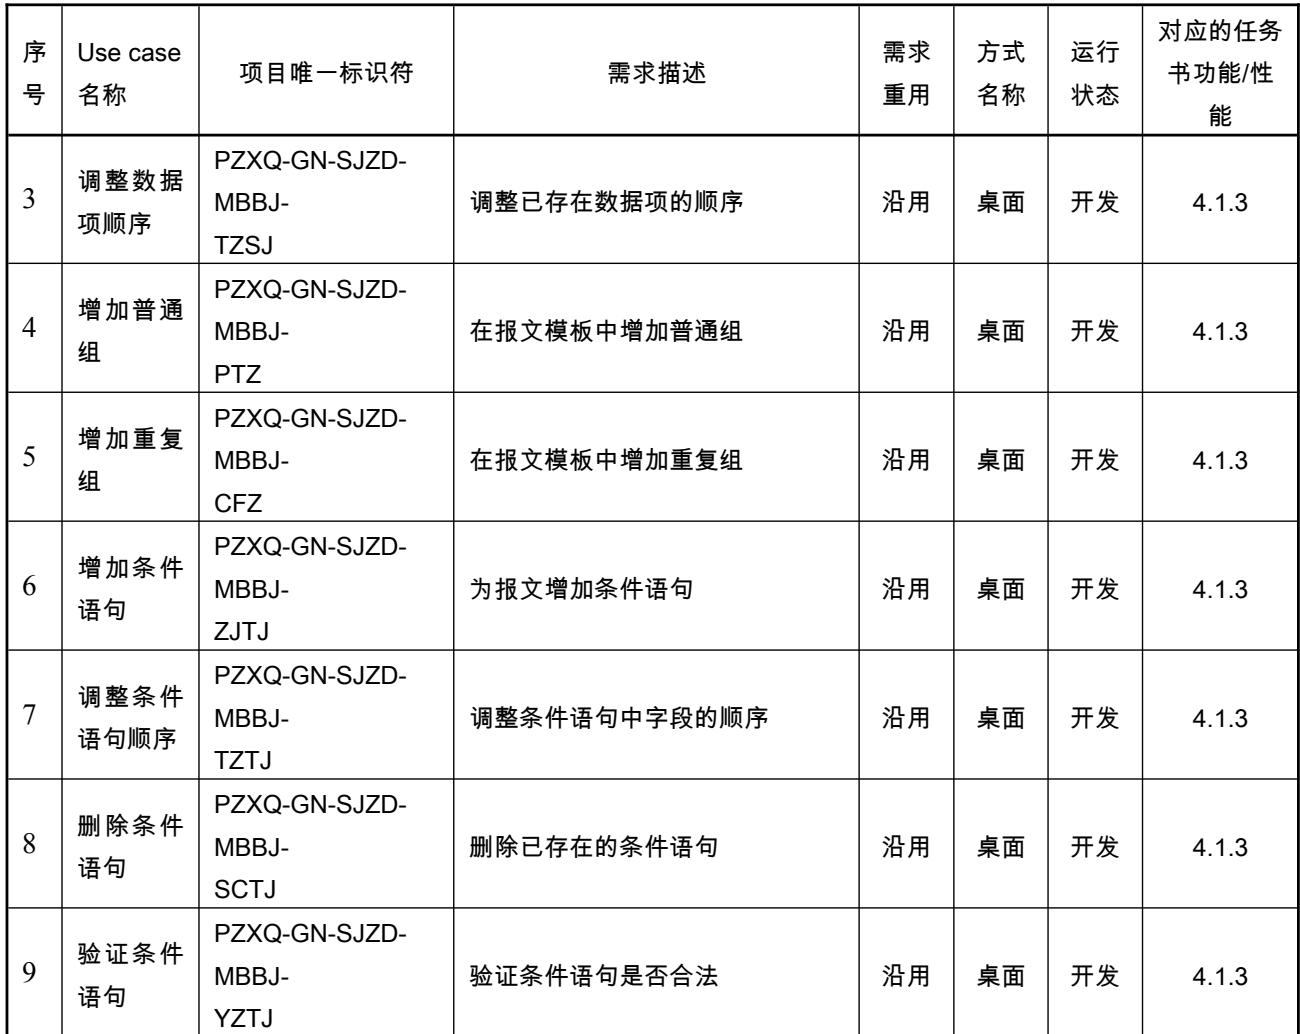 序号 Use case名称 项目唯一标识符 需求描述 需求重用 方式名称 运行状态 对应的任务书功能/性能
3 调整数据项顺序 PZXQ-GN-SJZD-MBBJ-TZSJ 调整已存在数据项的顺序 沿用 桌面 开发 4.1.3
4 增加普通组 PZXQ-GN-SJZD-MBBJ-PTZ 在报文模板中增加普通组 沿用 桌面 开发 4.1.3
5 增加重复组 PZXQ-GN-SJZD-MBBJ-CFZ 在报文模板中增加重复组 沿用 桌面 开发 4.1.3
6 增加条件语句 PZXQ-GN-SJZD-MBBJ-ZJTJ 为报文增加条件语句 沿用 桌面 开发 4.1.3
7 调整条件语句顺序 PZXQ-GN-SJZD-MBBJ-TZTJ 调整条件语句中字段的顺序 沿用 桌面 开发 4.1.3
8 删除条件语句 PZXQ-GN-SJZD-MBBJ-SCTJ 删除已存在的条件语句 沿用 桌面 开发 4.1.3
9 验证条件语句 PZXQ-GN-SJZD-MBBJ-YZTJ 验证条件语句是否合法 沿用 桌面 开发 4.1.3